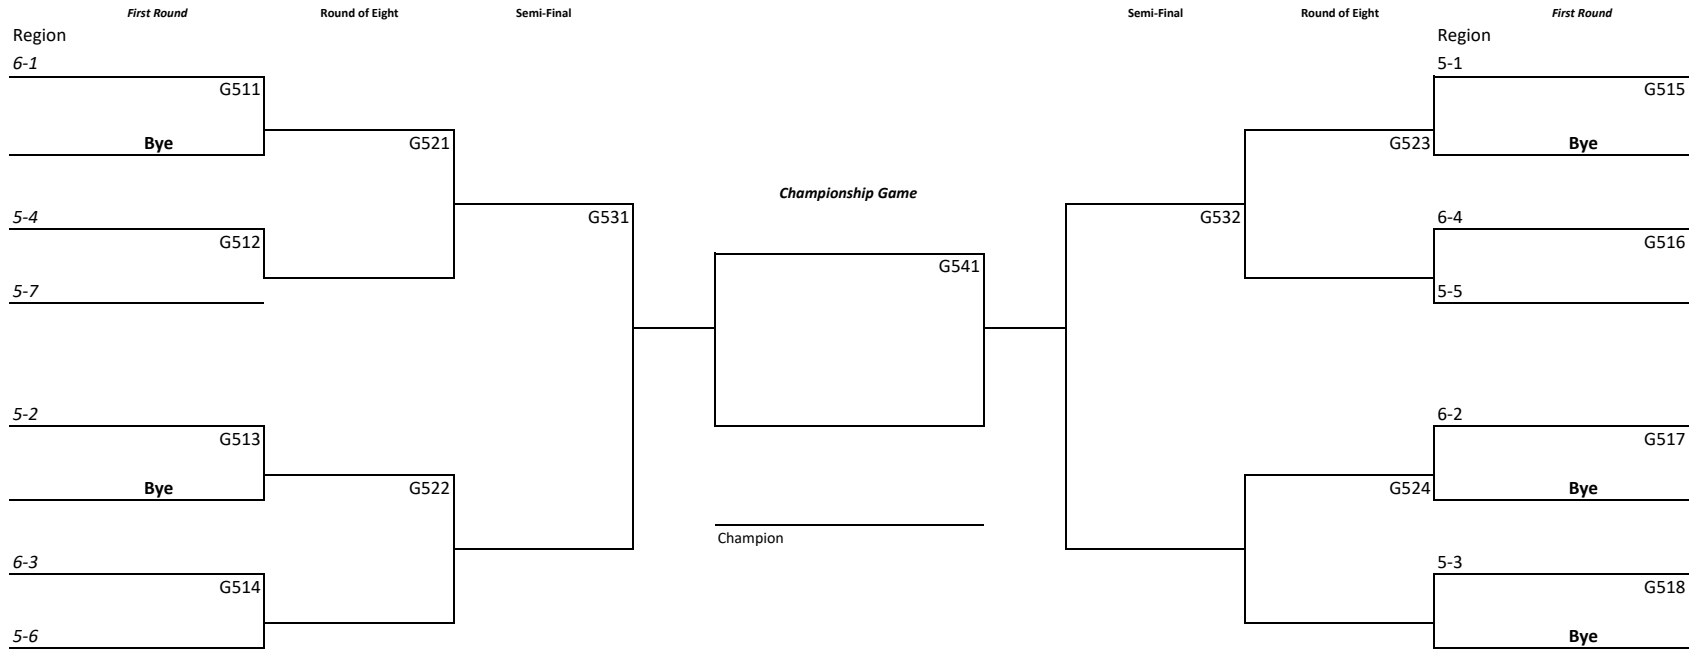 First Round Round of Eight Semi-Final Semi-Final Round of Eight First Round
Region Region
6-1 5-1
G511 G515
Bye G521 G523 Bye
Championship Game
5-4 G531 G532 6-4
G512 G516
G541
5-7 5-5
5-2 6-2
G513 G517
Bye G522 G524 Bye
Champion
6-3 5-3
G514 G518
5-6 Bye